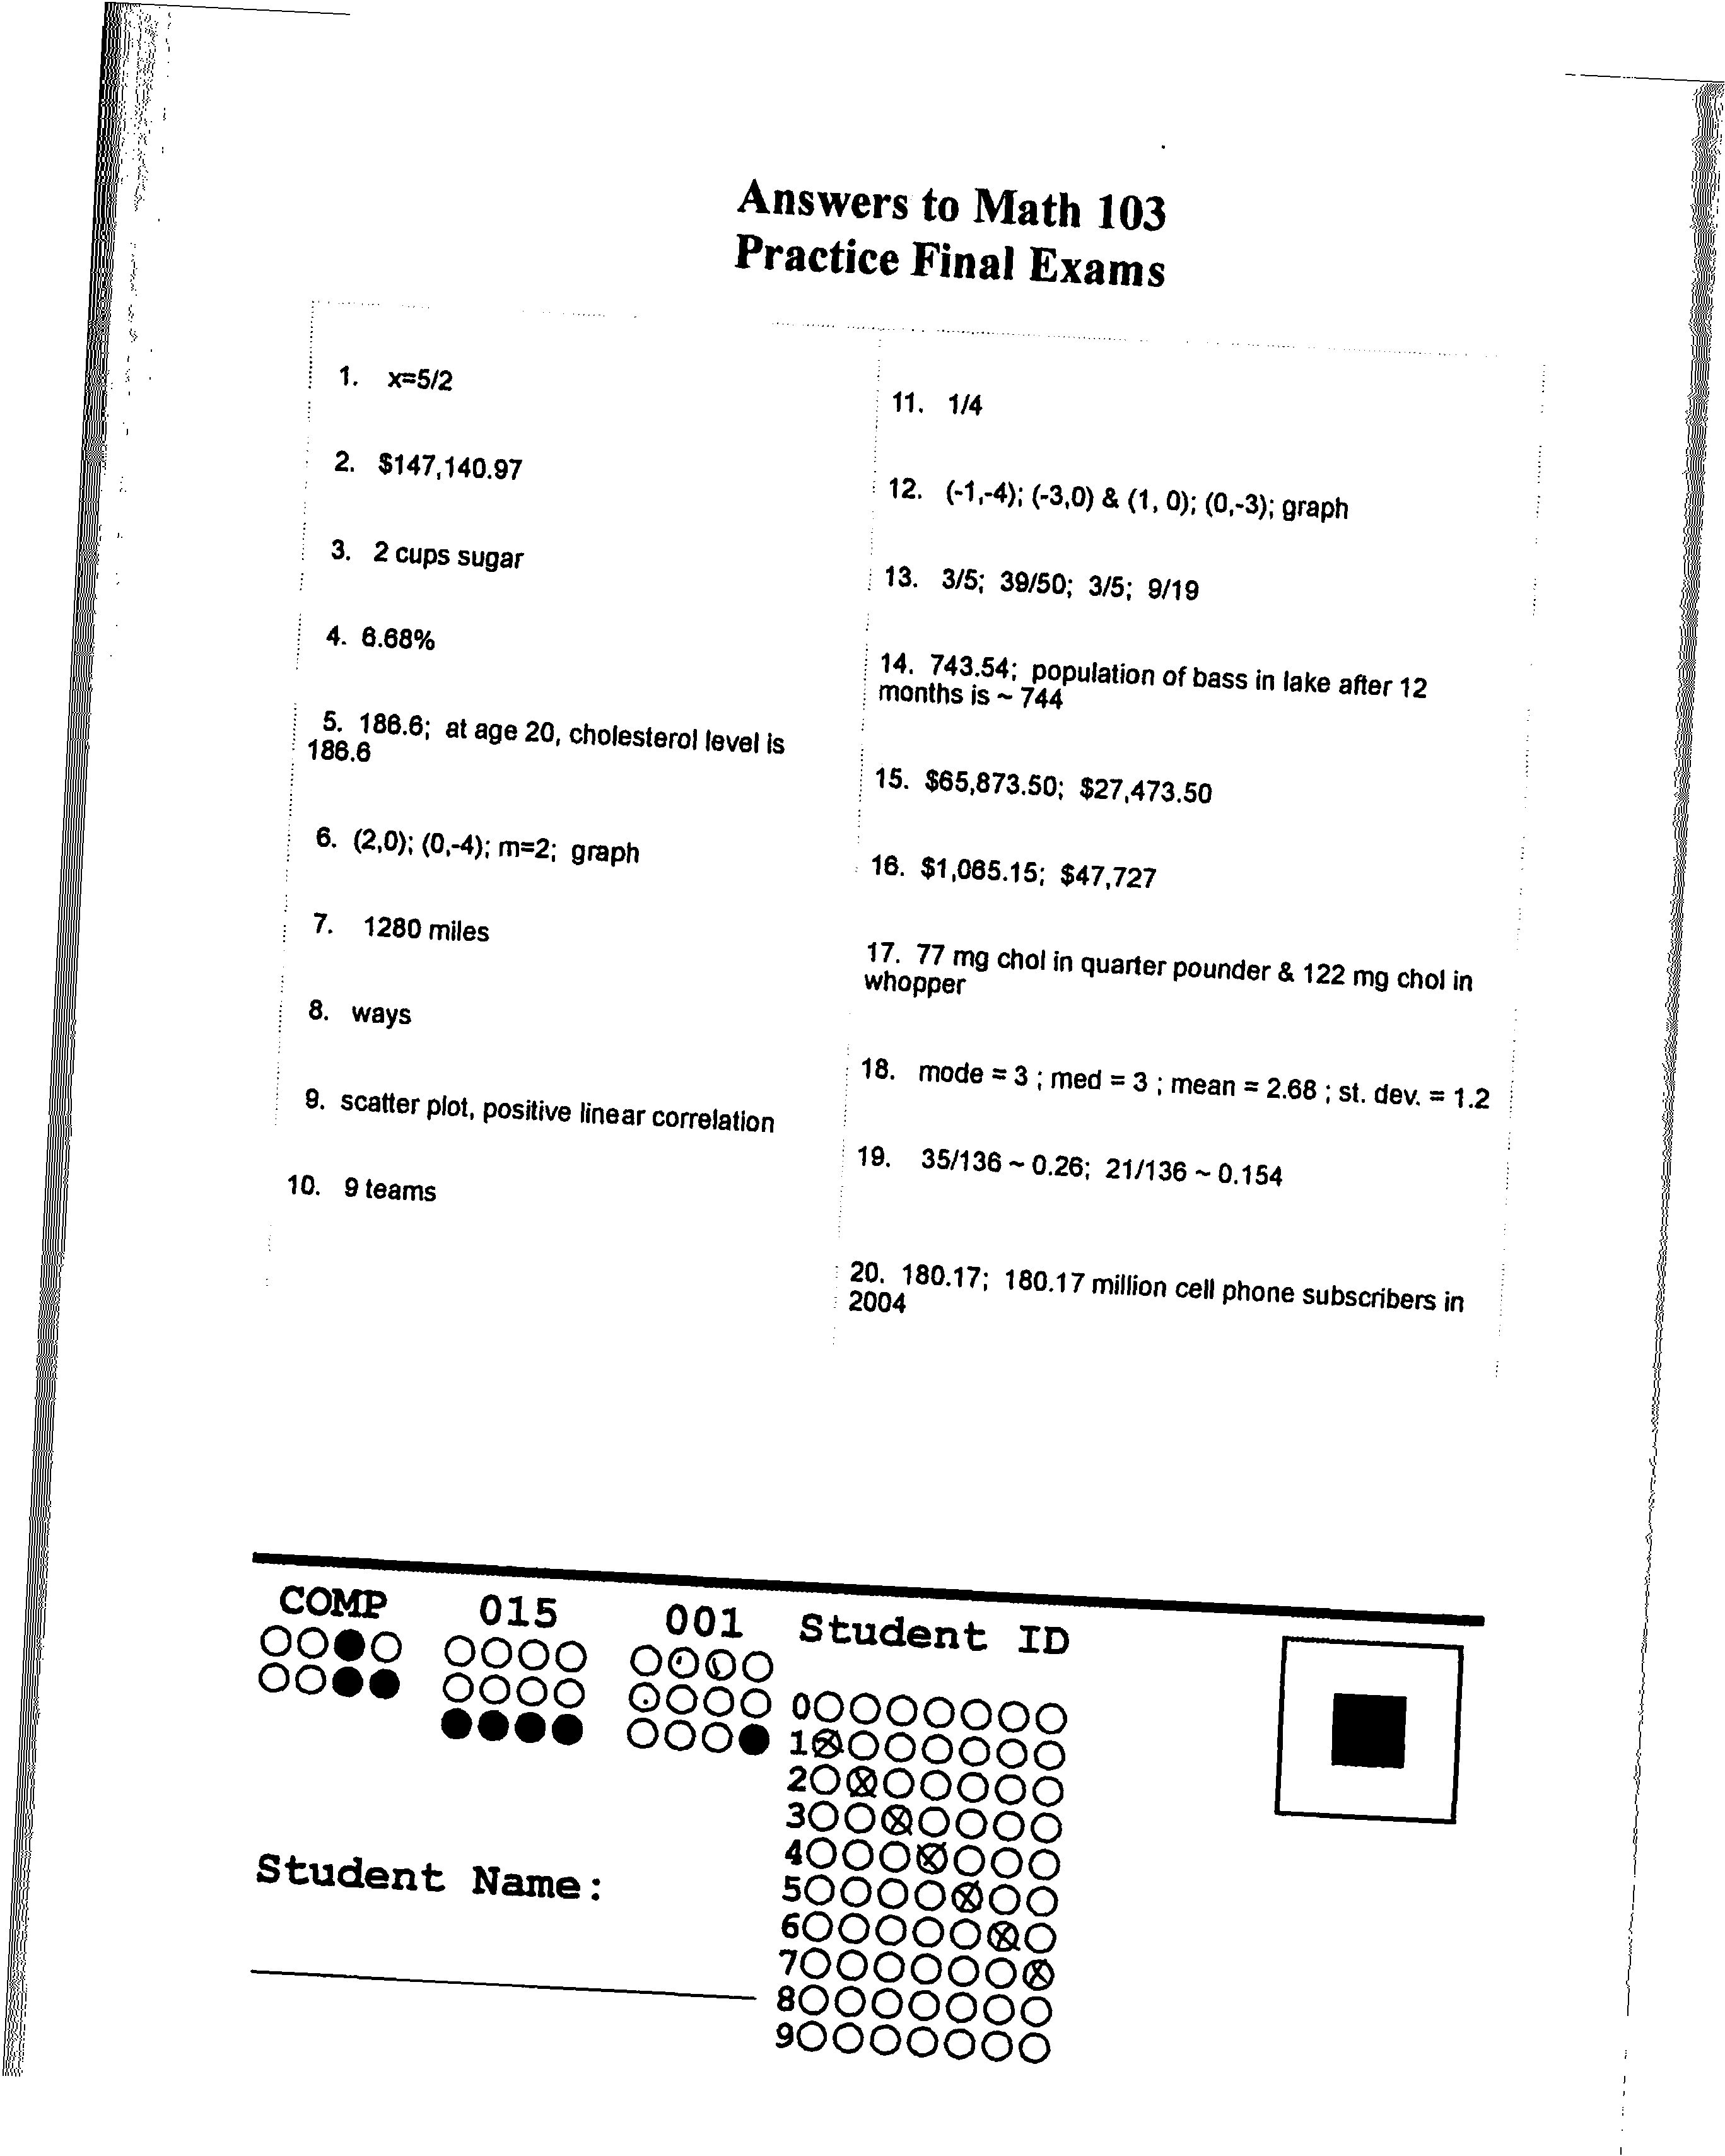 Answers to Math 103
Practice Final Exams
1. x=5/2
2. $147,140.97
3. 2 cups sugar
4. 6.68%
5. 186.6; at age 20, cholesterol level is
186.6
6. (2,0); (0,-4); m=2; graph
7. 1280 miles
8. ways
9. scatter plot, positive linear correlation
10. 9 teams
11. 1/4
12. (-1,-4); (-3,0) & (1, 0); (0,-3); graph
13. 3/5; 39/50; 3/5; 9/19
14. 743.54; population of bass in lake after 12
months is ~ 744
15. $65,873.50; $27,473.50
16. $1,065.15; $47,727
17. 77 mg chol in quarter pounder & 122 mg chol in
whopper
18. mode = 3 ; med = 3 ; mean = 2.68 ; st. dev. = 1.2
19. 35/136 ~ 0.26; 21/136 ~ 0.154
20. 180.17; 180.17 million cell phone subscribers in
2004
COMP 015 001 Student ID
0
1
2
3
4
5
6
7
8
9
Student Name: